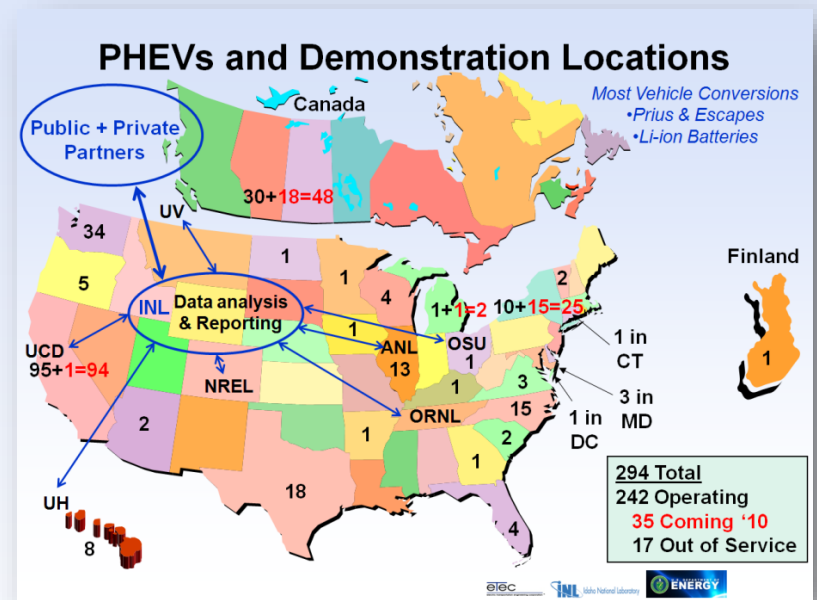 PHEVs and Demonstration Locations
Canada
Most Vehicle Conversions
•Prius & Escapes
•Li-ion Batteries
Public + Private
Partners
30+18=48
UV
34
1
1
4
2
Finland
5
INL
Data analysis
& Reporting
1+1=2
10+15=25
1
UCD
95+1=94
NREL
ANL
13
OSU
1
1 in
CT
1
1
3
3 in
MD
ORNL
15
1 in
DC
2
1
2
1
18
4
UH
8
294 Total
242 Operating
35 Coming ‘10
17 Out of Service
eTec
INL Idaho National Laboratory
ENERGY